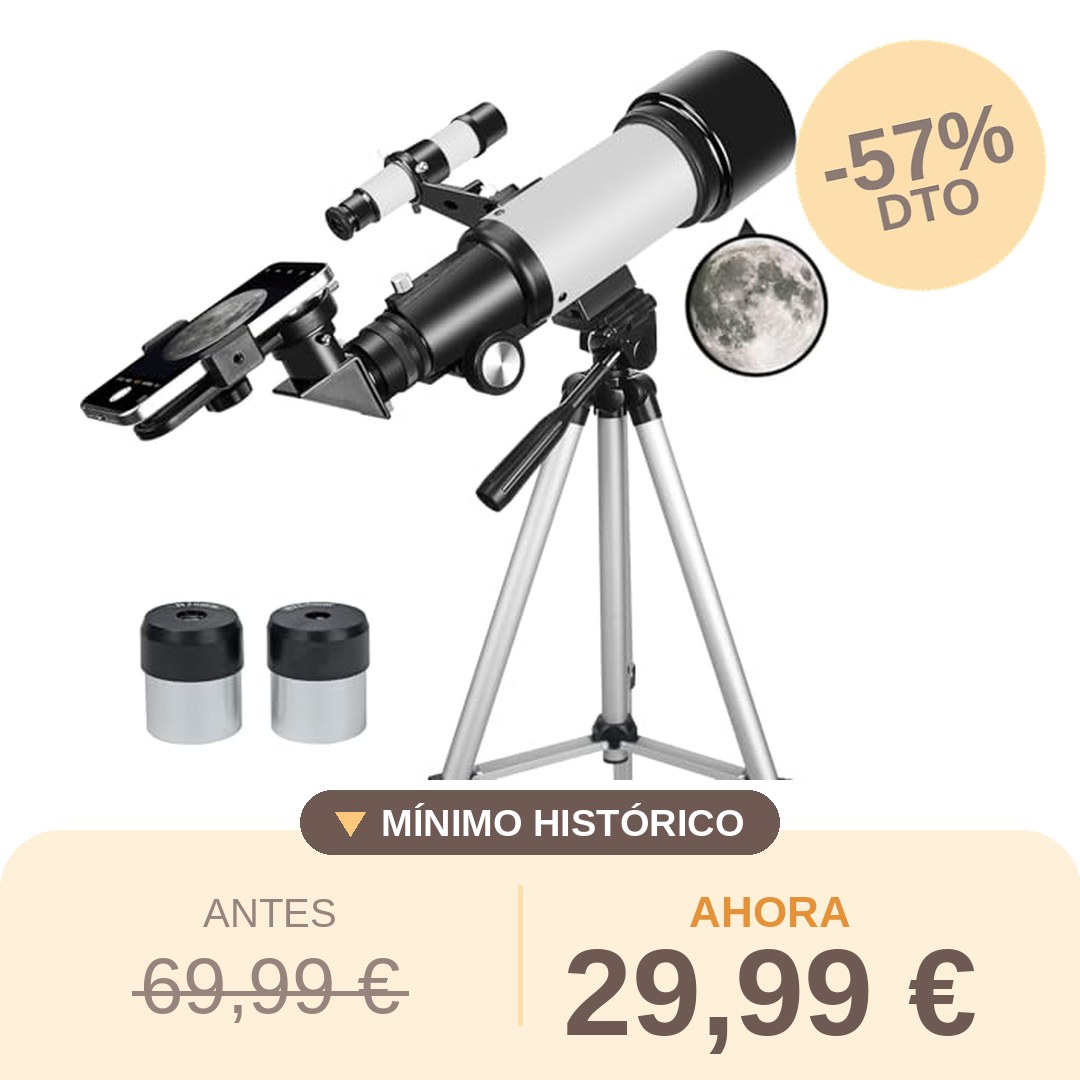 -57%
DTO
MÍNIMO HISTÓRICO
ANTES
69,99 €
AHORA
29,99 €